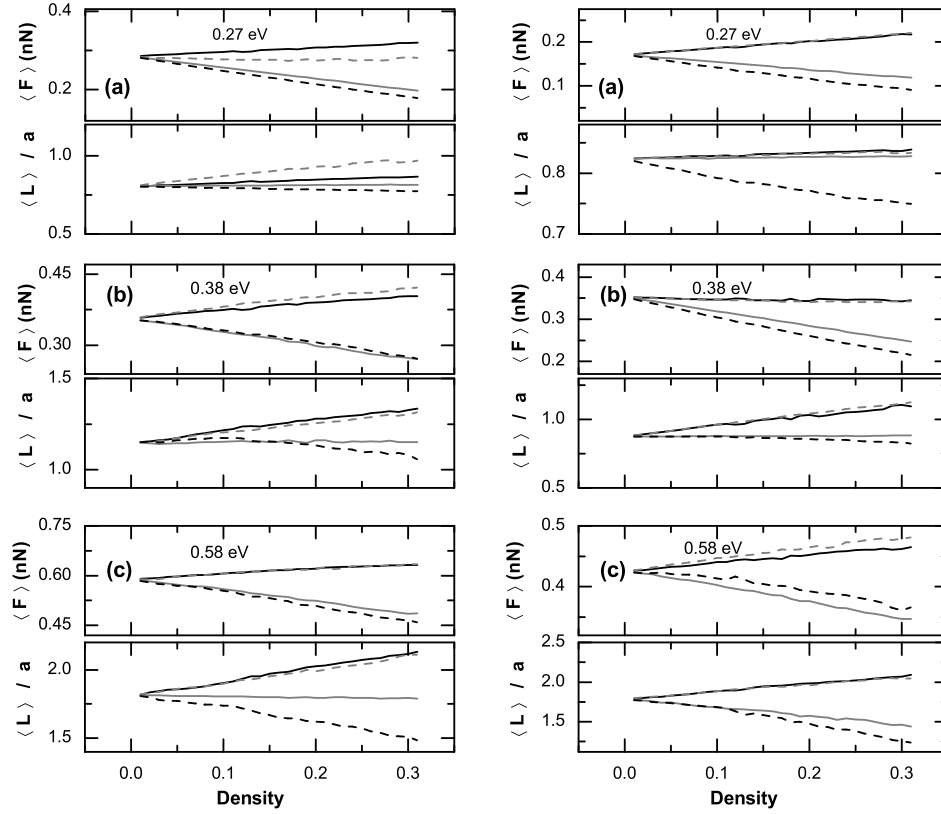 0.4
0.27 eV
⟨ F ⟩ (nN)
(a)
0.2
1.0
⟨ L ⟩ / a
0.5
0.45
(b)
0.38 eV
⟨ F ⟩ (nN)
0.30
1.5
⟨ L ⟩ / a
1.0
0.75
0.58 eV
⟨ F ⟩ (nN)
0.60
(c)
0.45
2.0
⟨ L ⟩ / a
1.5
0.0 0.1 0.2 0.3
Density
0.2
0.27 eV
⟨ F ⟩ (nN)
(a)
0.1
0.8
⟨ L ⟩ / a
0.7
0.4
0.38 eV
(b)
⟨ F ⟩ (nN)
0.3
0.2
1.0
⟨ L ⟩ / a
0.5
0.5
0.58 eV
⟨ F ⟩ (nN)
(c)
0.4
2.5
2.0
⟨ L ⟩ / a
1.5
0.0 0.1 0.2 0.3
Density